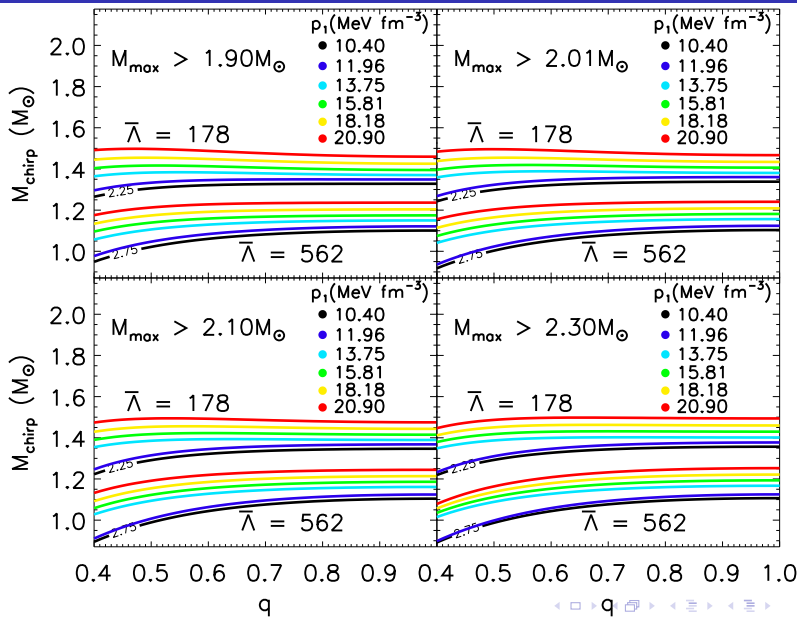 p₁(MeV fm⁻³)
10.40
11.96
13.75
15.81
18.18
20.90
M_max > 1.90M_⊙
Λ̄ = 178
2.25
2.75
Λ̄ = 562
p₁(MeV fm⁻³)
10.40
11.96
13.75
15.81
18.18
20.90
M_max > 2.01M_⊙
Λ̄ = 178
2.25
2.75
Λ̄ = 562
2.0
1.8
1.6
1.4
1.2
1.0
M_chirp (M_⊙)
p₁(MeV fm⁻³)
10.40
11.96
13.75
15.81
18.18
20.90
M_max > 2.10M_⊙
Λ̄ = 178
2.25
2.75
Λ̄ = 562
p₁(MeV fm⁻³)
10.40
11.96
13.75
15.81
18.18
20.90
M_max > 2.30M_⊙
Λ̄ = 178
2.25
2.75
Λ̄ = 562
2.0
1.8
1.6
1.4
1.2
1.0
M_chirp (M_⊙)
0.4 0.5 0.6 0.7 0.8 0.9 0.4 0.5 0.6 0.7 0.8 0.9 1.0
q q